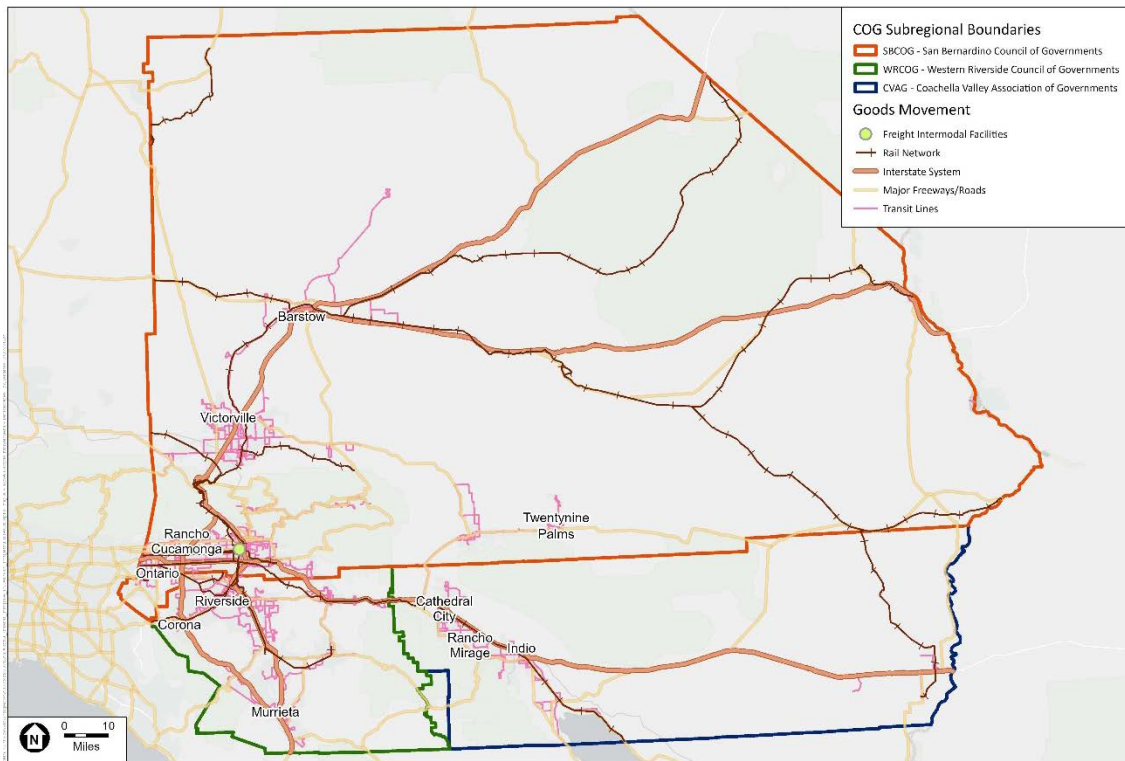 COG Subregional Boundaries
SBCOG - San Bernardino Council of Governments
WRCOG - Western Riverside Council of Governments
CVAG - Coachella Valley Association of Governments
Goods Movement
Freight Intermodal Facilities
Rail Network
Interstate System
Major Freeways/Roads
Transit Lines
Barstow
Victorville
Twentynine
Palms
Rancho
Cucamonga
Ontario
Riverside
Cathedral
City
Corona
Rancho
Mirage
Indio
Murrieta
N
0 10
Miles